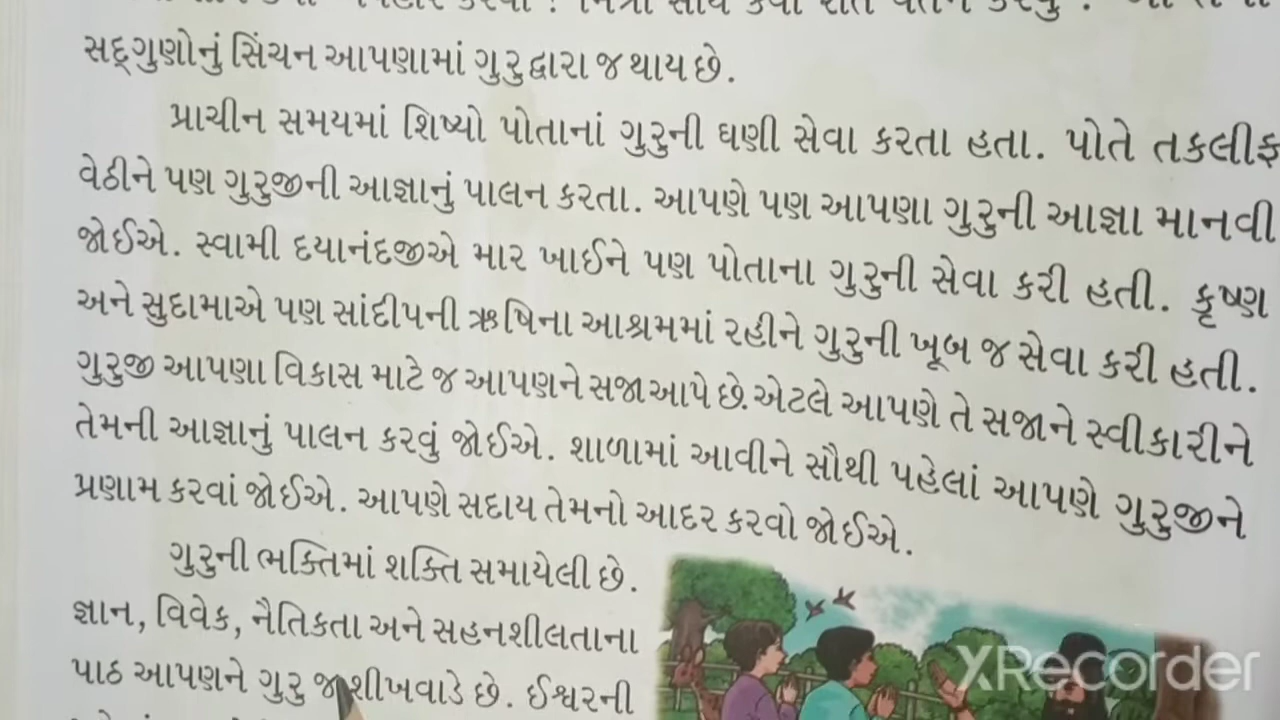 સદ્ગુણોનું સિંચન આપણામાં ગુરુ દ્વારા જ થાય છે.
પ્રાચીન સમયમાં શિષ્યો પોતાનાં ગુરુની ઘણી સેવા કરતા હતા. પોતે તકલીફ
વેઠીને પણ ગુરુજીની આજ્ઞાનું પાલન કરતા. આપણે પણ આપણા ગુરુની આજ્ઞા માનવી
જોઈએ. સ્વામી દયાનંદજીએ માર ખાઈને પણ પોતાના ગુરુની સેવા કરી હતી. કૃષ્ણ
અને સુદામાએ પણ સાંદીપની ઋષિના આશ્રમમાં રહીને ગુરુની ખૂબ જ સેવા કરી હતી.
ગુરુજી આપણા વિકાસ માટે જ આપણને સજા આપે છે. એટલે આપણે તે સજાને સ્વીકારીને
તેમની આજ્ઞાનું પાલન કરવું જોઈએ. શાળામાં આવીને સૌથી પહેલાં આપણે ગુરુજીને
પ્રણામ કરવાં જોઈએ. આપણે સદાય તેમનો આદર કરવો જોઈએ.
ગુરુની ભક્તિમાં શક્તિ સમાયેલી છે.
જ્ઞાન, વિવેક, નૈતિકતા અને સહનશીલતાના
પાઠ આપણને ગુરુ જ શીખવાડે છે. ઈશ્વરની
XRecorder